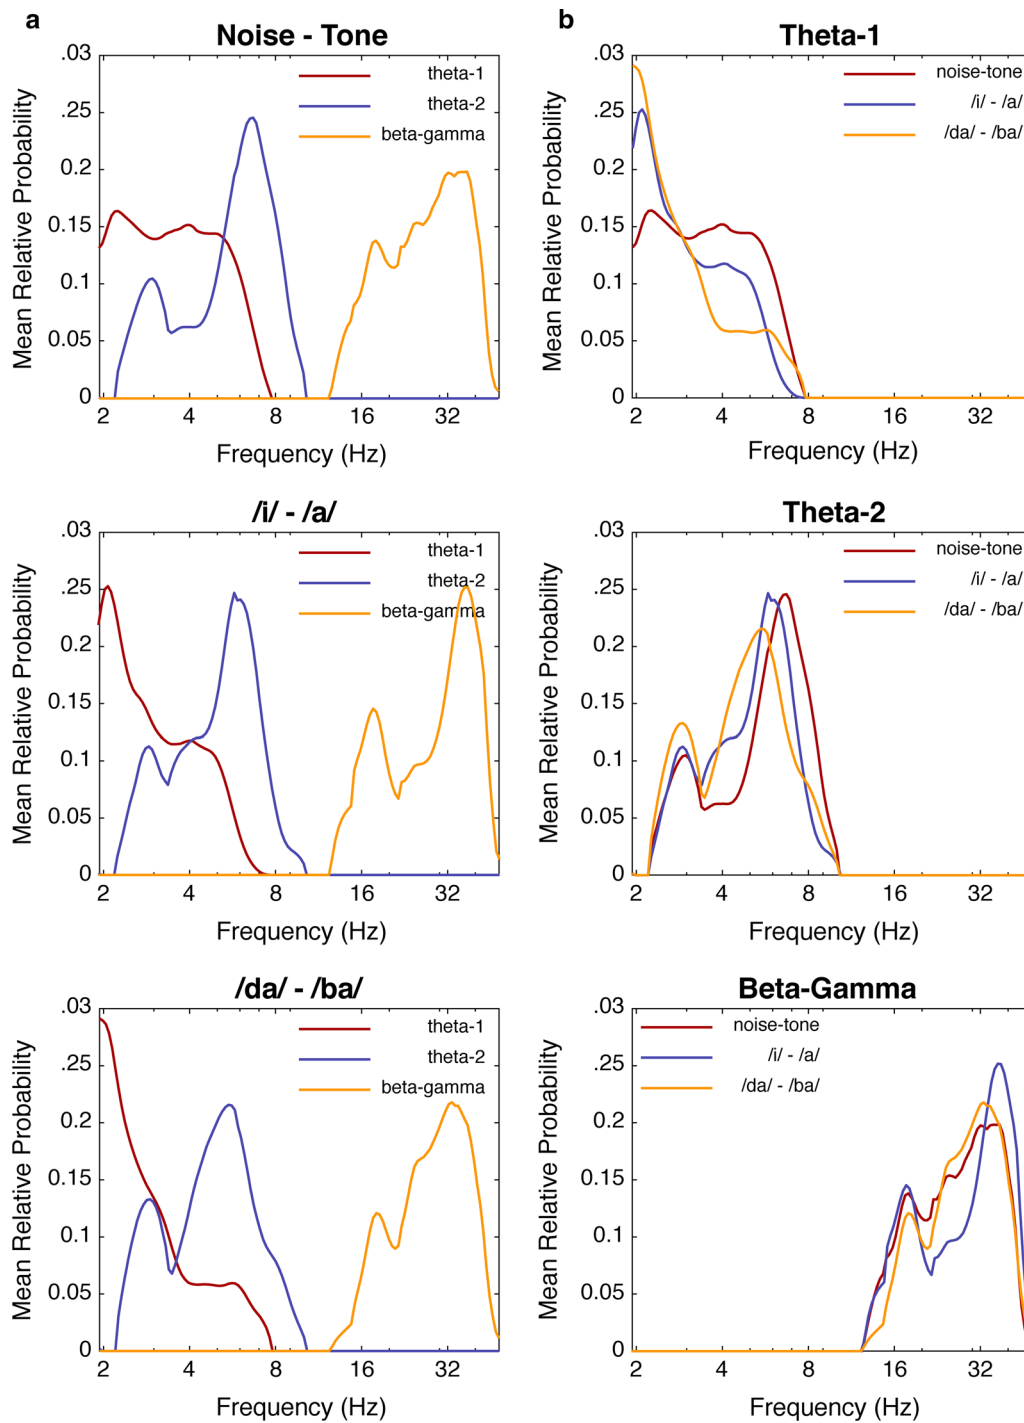 a
Noise - Tone
.03
.25
0.2
0.15
0.1
0.05
0
Mean Relative Probability
theta-1
theta-2
beta-gamma
2 4 8 16 32
Frequency (Hz)
/i/ - /a/
.03
.25
0.2
0.15
0.1
0.05
0
Mean Relative Probability
theta-1
theta-2
beta-gamma
2 4 8 16 32
Frequency (Hz)
/da/ - /ba/
.03
.25
0.2
0.15
0.1
0.05
0
Mean Relative Probability
theta-1
theta-2
beta-gamma
2 4 8 16 32
Frequency (Hz)
b
Theta-1
.03
.25
0.2
0.15
0.1
0.05
0
Mean Relative Probability
noise-tone
/i/ - /a/
/da/ - /ba/
2 4 8 16 32
Frequency (Hz)
Theta-2
.03
.25
0.2
0.15
0.1
0.05
0
Mean Relative Probability
noise-tone
/i/ - /a/
/da/ - /ba/
2 4 8 16 32
Frequency (Hz)
Beta-Gamma
.03
.25
0.2
0.15
0.1
0.05
0
Mean Relative Probability
noise-tone
/i/ - /a/
/da/ - /ba/
2 4 8 16 32
Frequency (Hz)